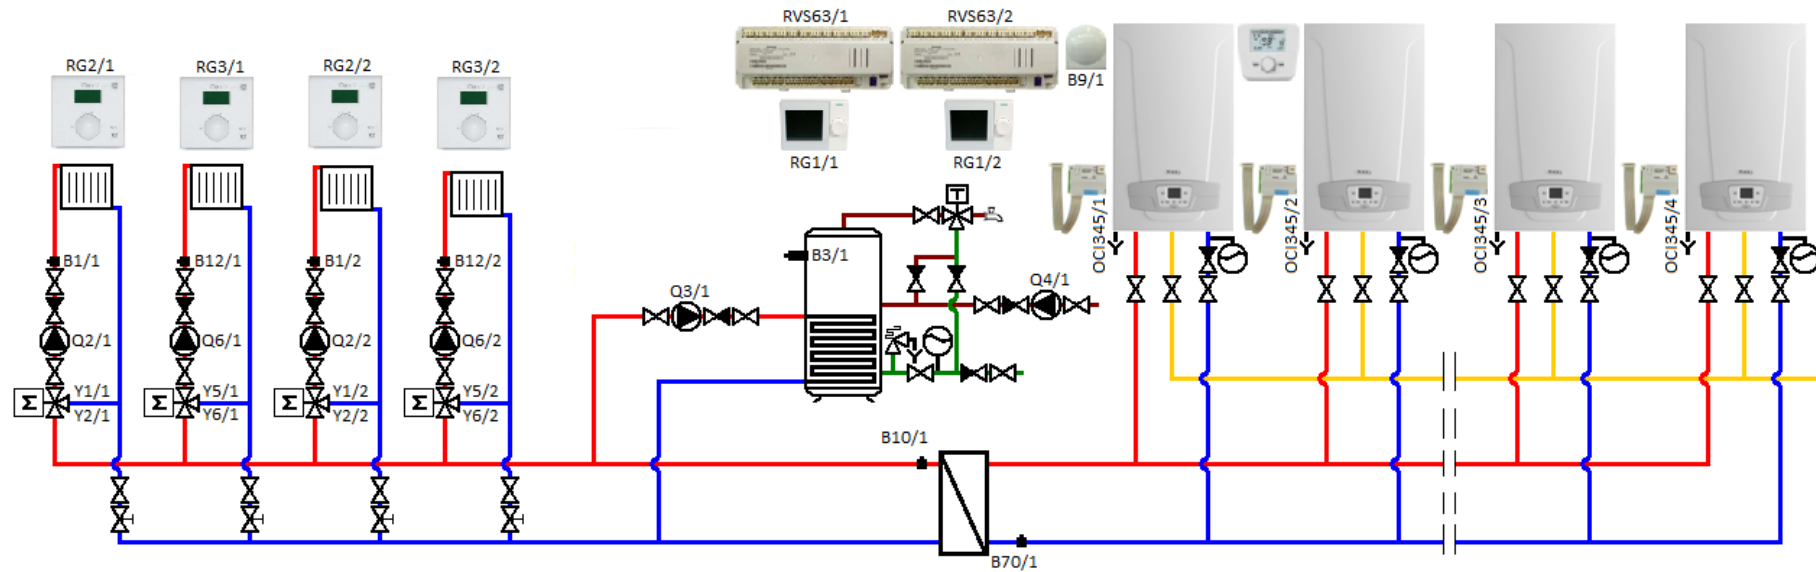 RVS63/1
RVS63/2
RG2/1
RG3/1
RG2/2
RG3/2
B9/1
RG1/1
RG1/2
OCI345/1
OCI345/2
OCI345/3
OCI345/4
T
B1/1
B12/1
B1/2
B12/2
B3/1
Q3/1
Q4/1
Q2/1
Q6/1
Q2/2
Q6/2
Σ
Y1/1
Y2/1
Σ
Y5/1
Y6/1
Σ
Y1/2
Y2/2
Σ
Y5/2
Y6/2
B10/1
B70/1